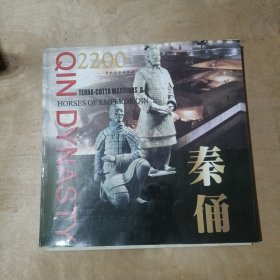 QIN DYNASTY
2200
TERRA-COTTA WARRIORS &
HORSES OF EMPEROR QIN
秦
俑